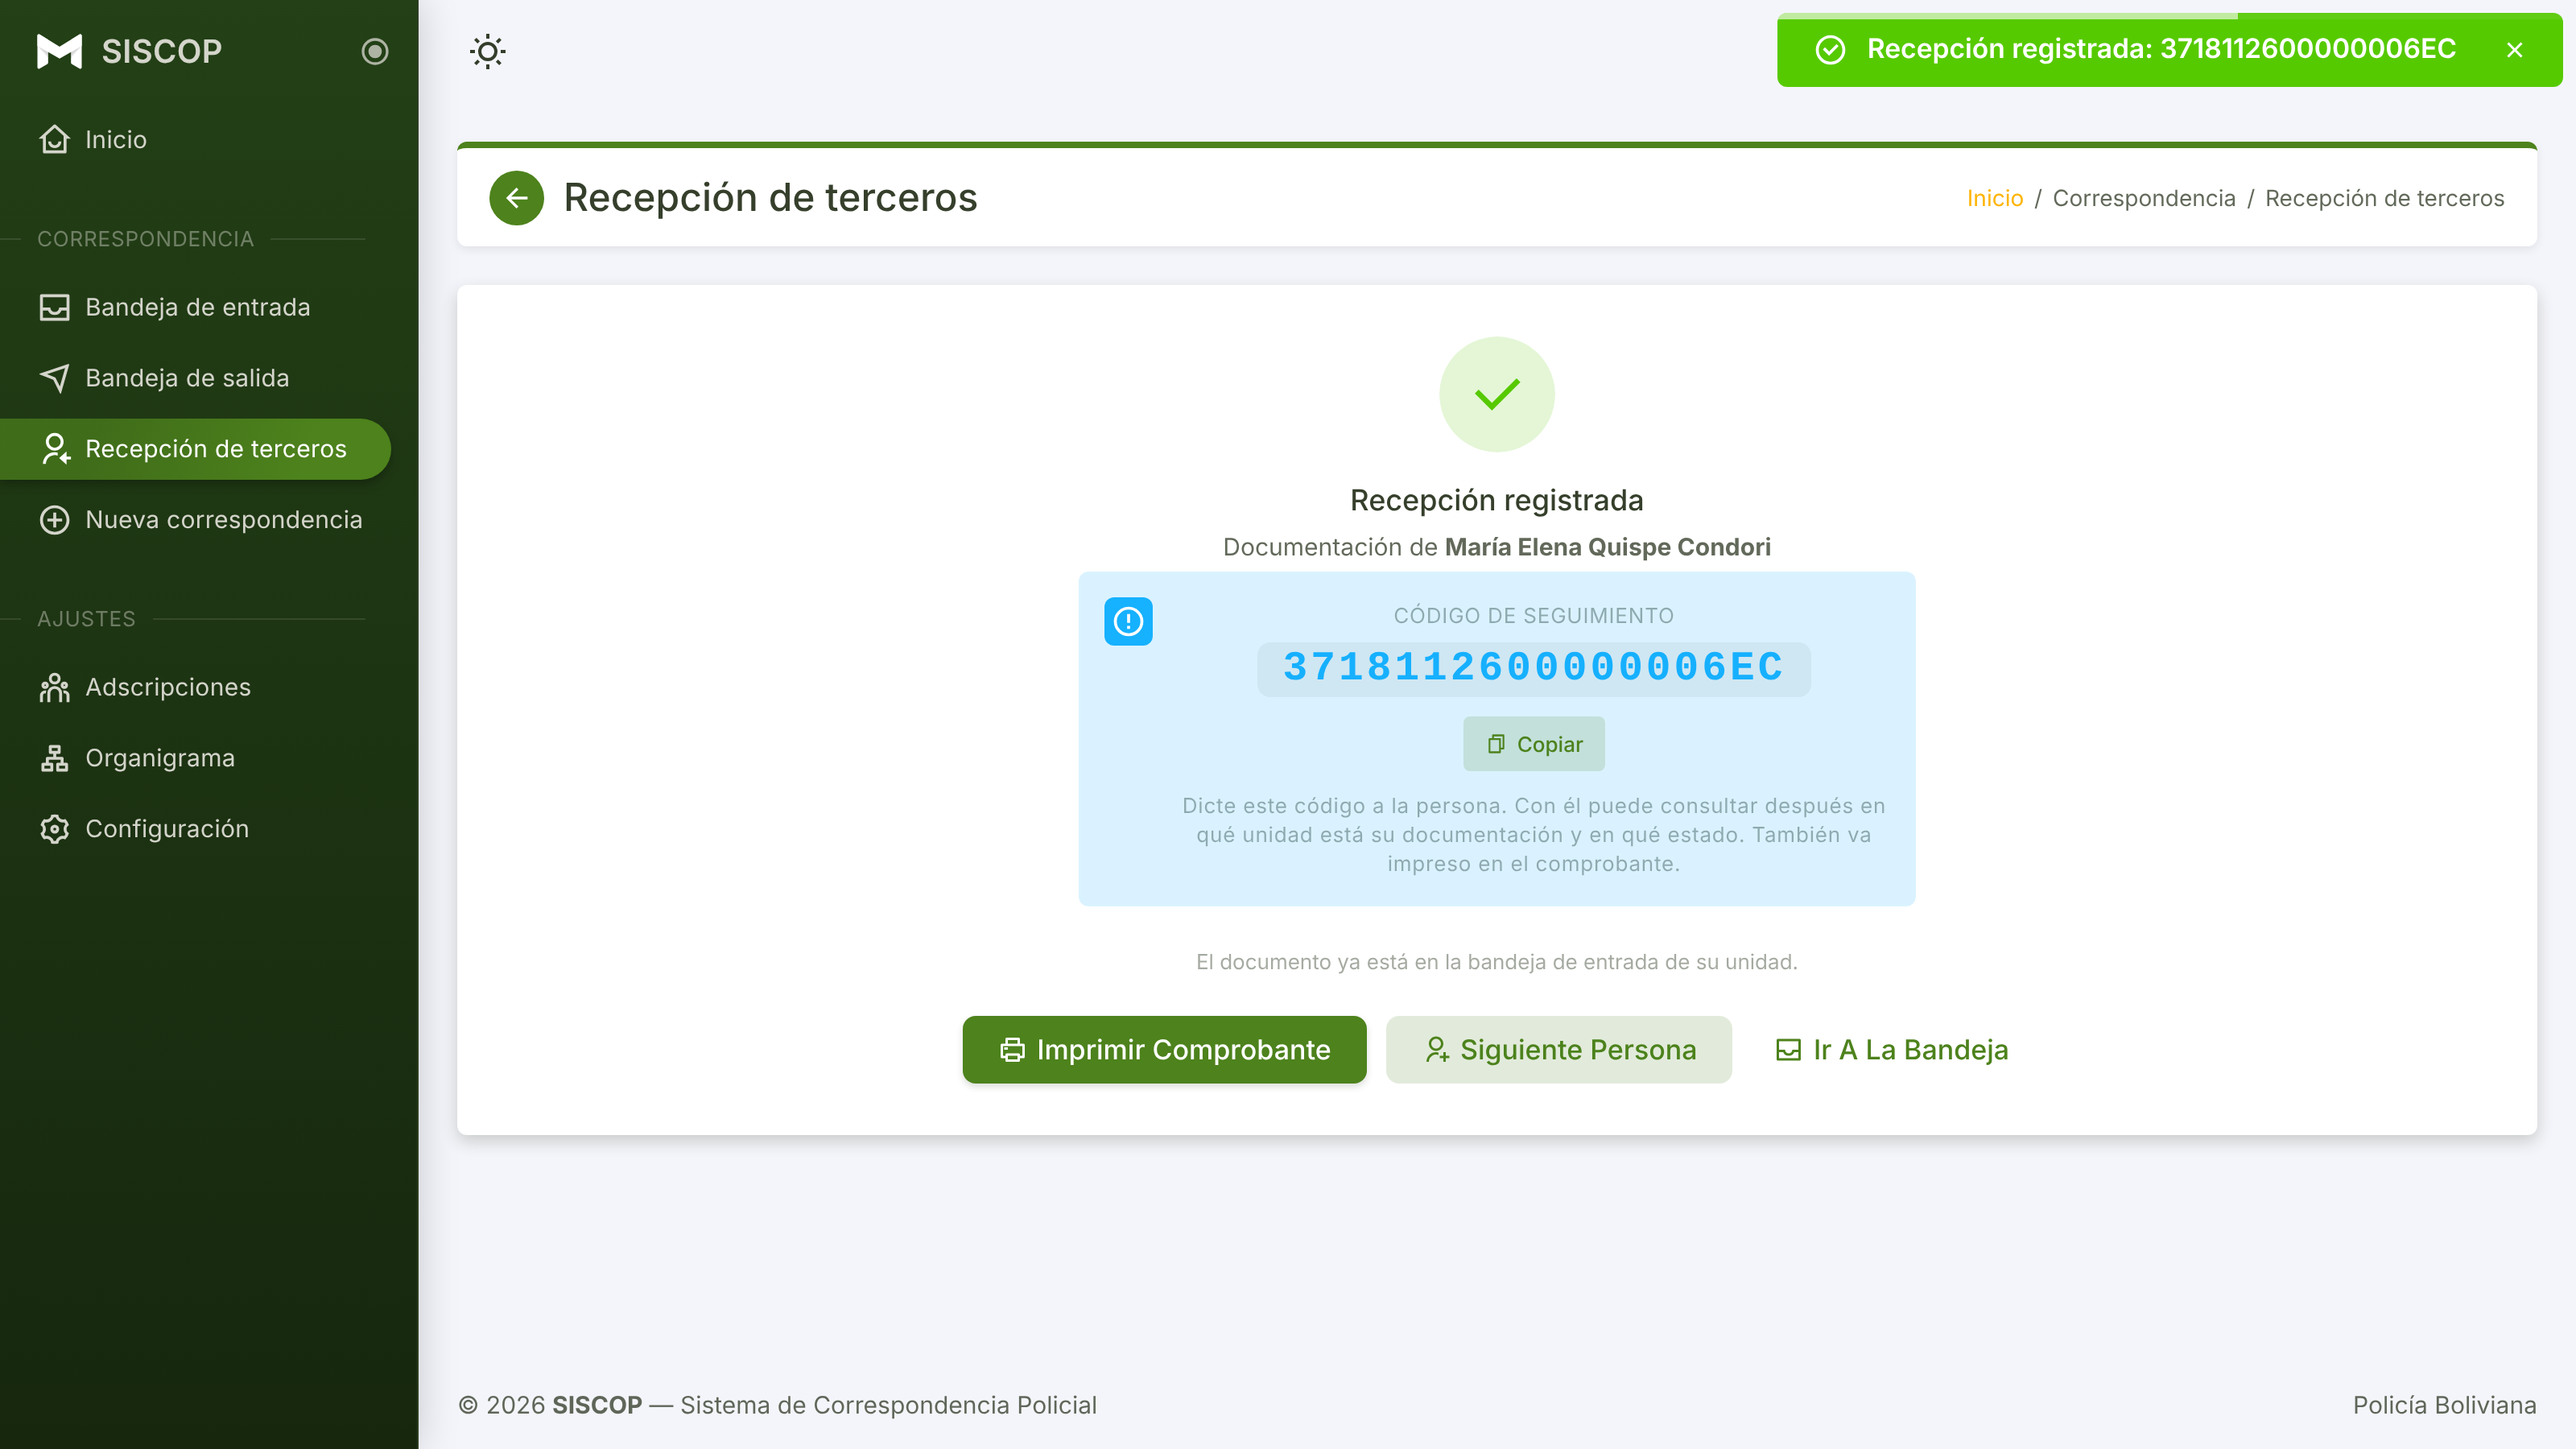 SISCOP
Recepción registrada: 3718112600000006EC
Inicio
Recepción de terceros
Inicio / Correspondencia / Recepción de terceros
CORRESPONDENCIA
Bandeja de entrada
Bandeja de salida
Recepción de terceros
Nueva correspondencia
AJUSTES
Adscripciones
Organigrama
Configuración
Recepción registrada
Documentación de María Elena Quispe Condori
CÓDIGO DE SEGUIMIENTO
3718112600000006EC
Copiar
Dicte este código a la persona. Con él puede consultar después en
qué unidad está su documentación y en qué estado. También va
impreso en el comprobante.
El documento ya está en la bandeja de entrada de su unidad.
Imprimir Comprobante
Siguiente Persona
Ir A La Bandeja
© 2026 SISCOP — Sistema de Correspondencia Policial
Policía Boliviana